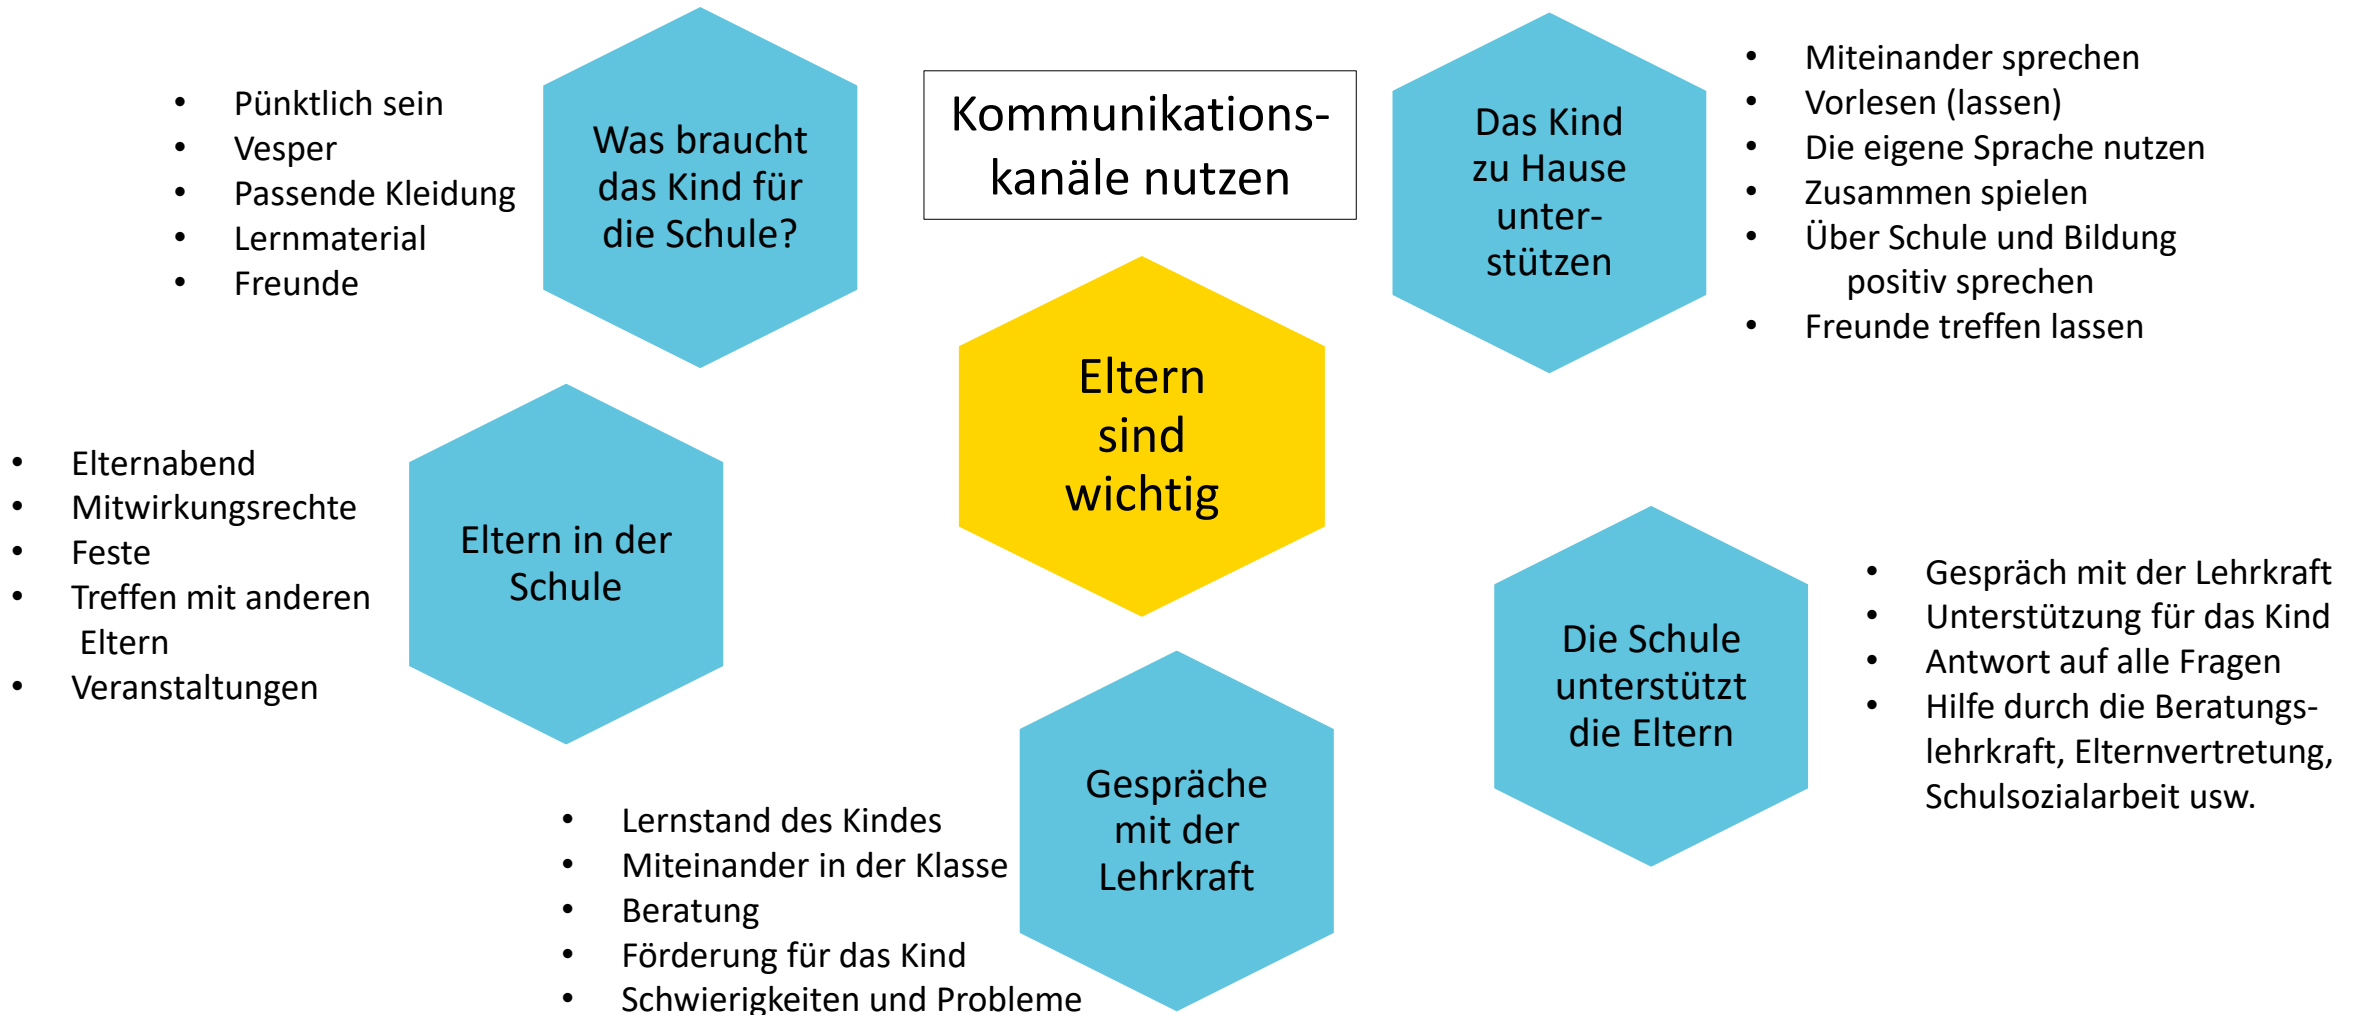 Kommunikations-
kanäle nutzen
• Pünktlich sein
• Vesper
• Passende Kleidung
• Lernmaterial
• Freunde
Was braucht
das Kind für
die Schule?
Das Kind
zu Hause
unter-
stützen
• Miteinander sprechen
• Vorlesen (lassen)
• Die eigene Sprache nutzen
• Zusammen spielen
• Über Schule und Bildung
positiv sprechen
• Freunde treffen lassen
Eltern
sind
wichtig
• Elternabend
• Mitwirkungsrechte
• Feste
• Treffen mit anderen
Eltern
• Veranstaltungen
Eltern in der
Schule
Die Schule
unterstützt
die Eltern
• Gespräch mit der Lehrkraft
• Unterstützung für das Kind
• Antwort auf alle Fragen
• Hilfe durch die Beratungs-
lehrkraft, Elternvertretung,
Schulsozialarbeit usw.
• Lernstand des Kindes
• Miteinander in der Klasse
• Beratung
• Förderung für das Kind
• Schwierigkeiten und Probleme
Gespräche
mit der
Lehrkraft